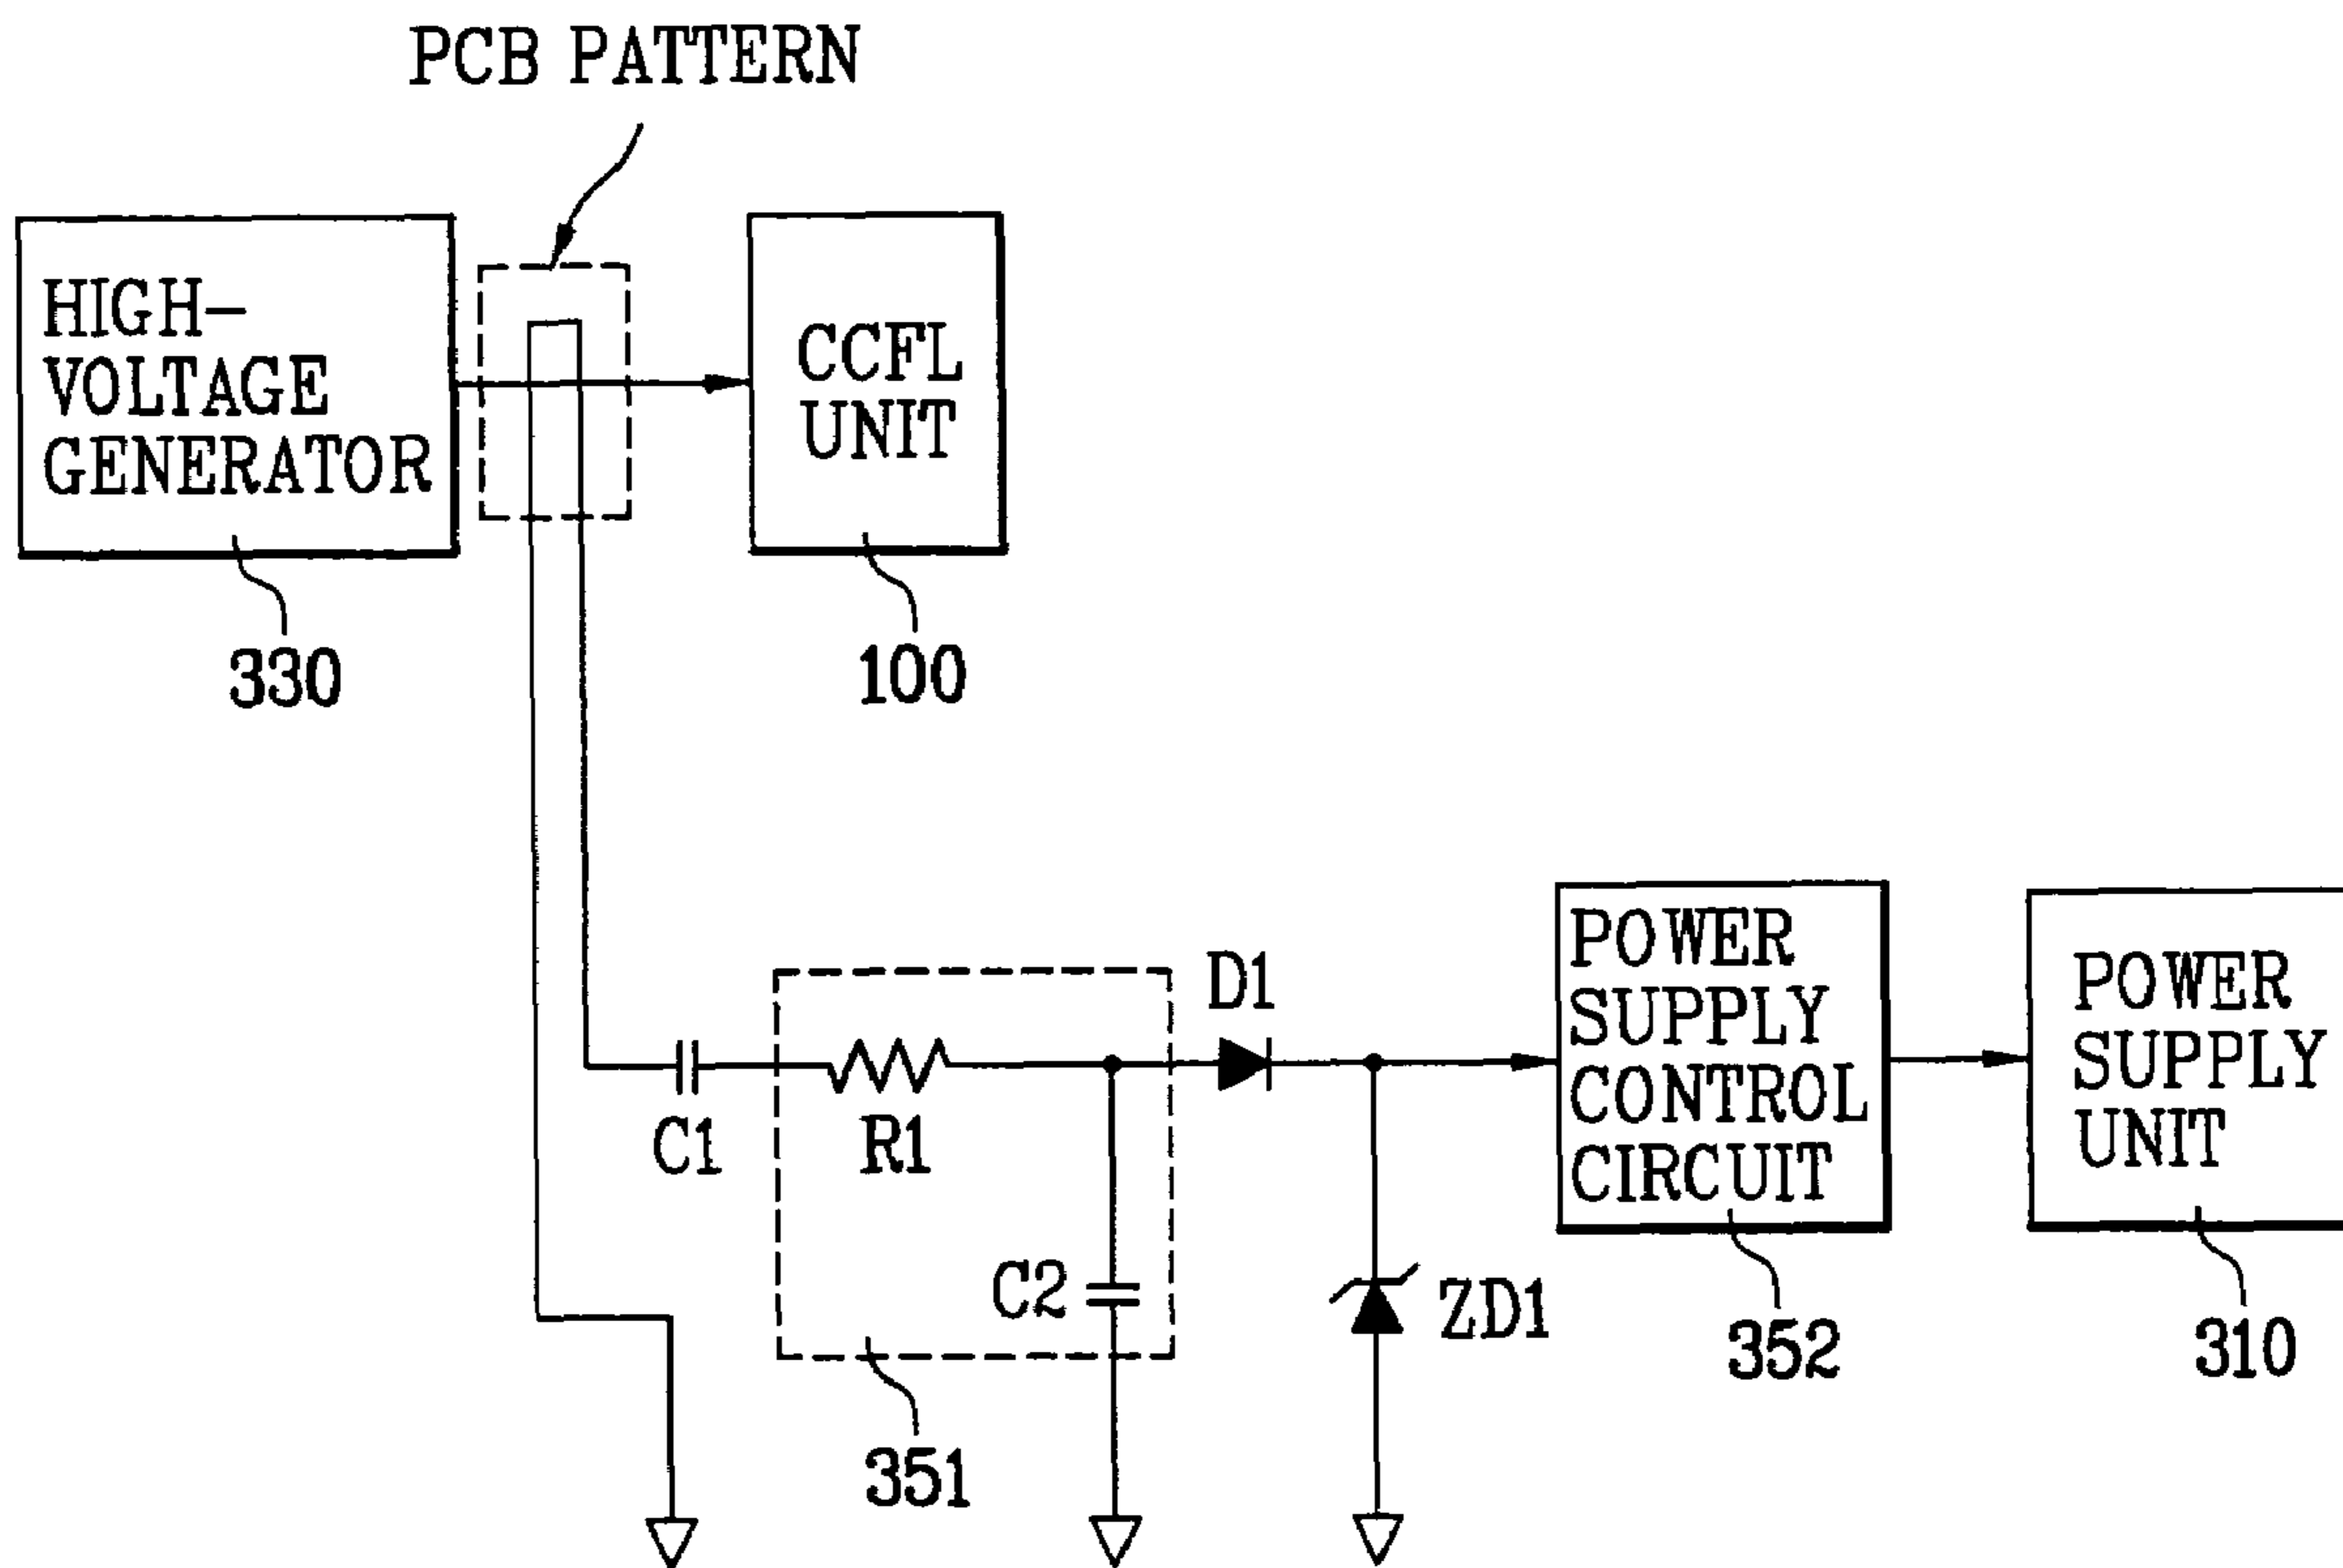 PCB PATTERN
HIGH-
VOLTAGE
GENERATOR
CCFL
UNIT
330
100
D1
C1
R1
C2
ZD1
POWER
SUPPLY
CONTROL
CIRCUIT
POWER
SUPPLY
UNIT
352
310
351